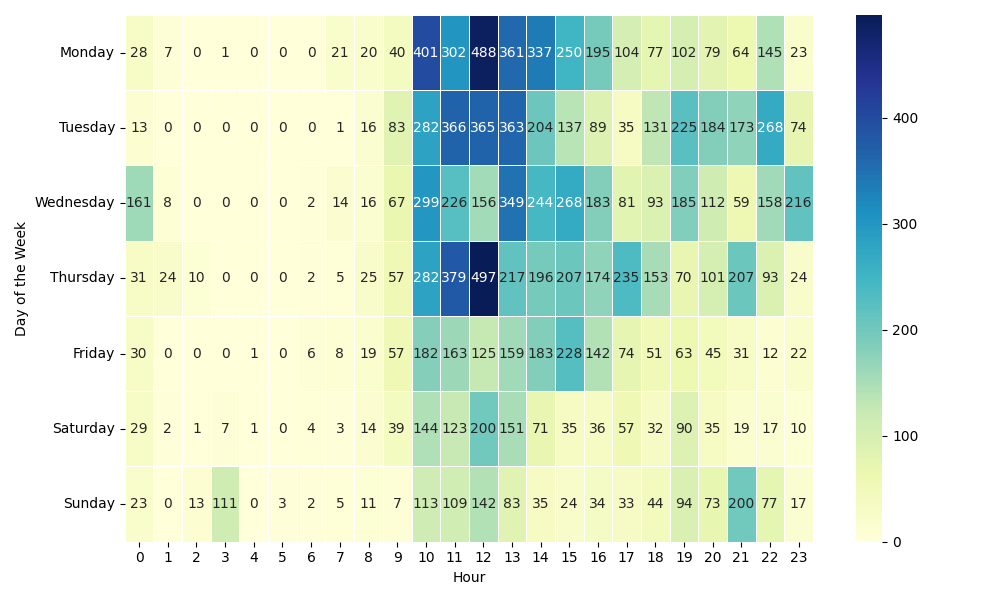 Monday 28 7 0 1 0 0 0 21 20 40 401 302 488 361 337 250 195 104 77 102 79 64 145 23
Tuesday 13 0 0 0 0 0 0 1 16 83 282 366 365 363 204 137 89 35 131 225 184 173 268 74
Wednesday 161 8 0 0 0 0 2 14 16 67 299 226 156 349 244 268 183 81 93 185 112 59 158 216
Thursday 31 24 10 0 0 0 2 5 25 57 282 379 497 217 196 207 174 235 153 70 101 207 93 24
Friday 30 0 0 0 1 0 6 8 19 57 182 163 125 159 183 228 142 74 51 63 45 31 12 22
Saturday 29 2 1 7 1 0 4 3 14 39 144 123 200 151 71 35 36 57 32 90 35 19 17 10
Sunday 23 0 13 111 0 3 2 5 11 7 113 109 142 83 35 24 34 33 44 94 73 200 77 17
0 1 2 3 4 5 6 7 8 9 10 11 12 13 14 15 16 17 18 19 20 21 22 23
Hour
Day of the Week
400
300
200
100
0